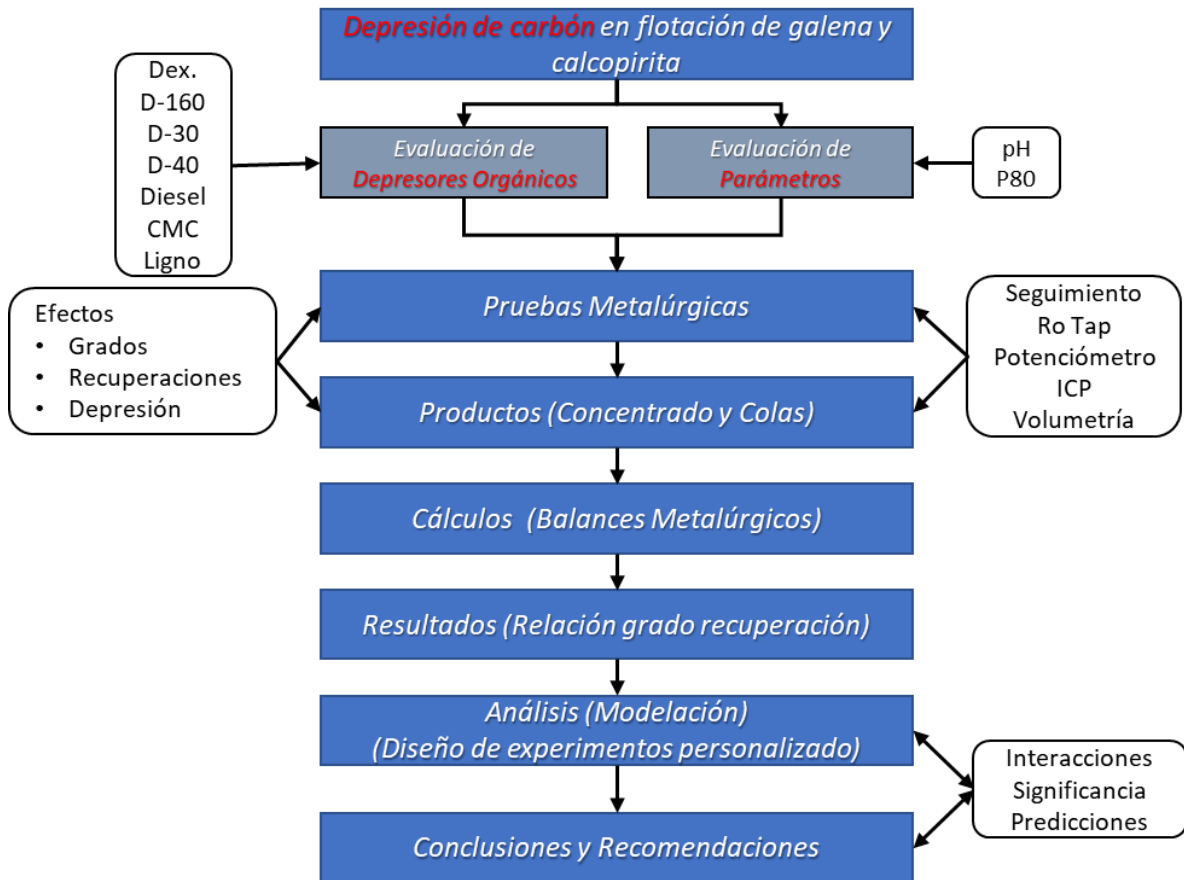 Depresión de carbón en flotación de galena y
calcopirita
Dex.
D-160
D-30
D-40
Diesel
CMC
Ligno
Evaluación de
Depresores Orgánicos
Evaluación de
Parámetros
pH
P80
Pruebas Metalúrgicas
Efectos
• Grados
• Recuperaciones
• Depresión
Seguimiento
Ro Tap
Potenciómetro
ICP
Volumetría
Productos (Concentrado y Colas)
Cálculos (Balances Metalúrgicos)
Resultados (Relación grado recuperación)
Análisis (Modelación)
(Diseño de experimentos personalizado)
Interacciones
Significancia
Predicciones
Conclusiones y Recomendaciones